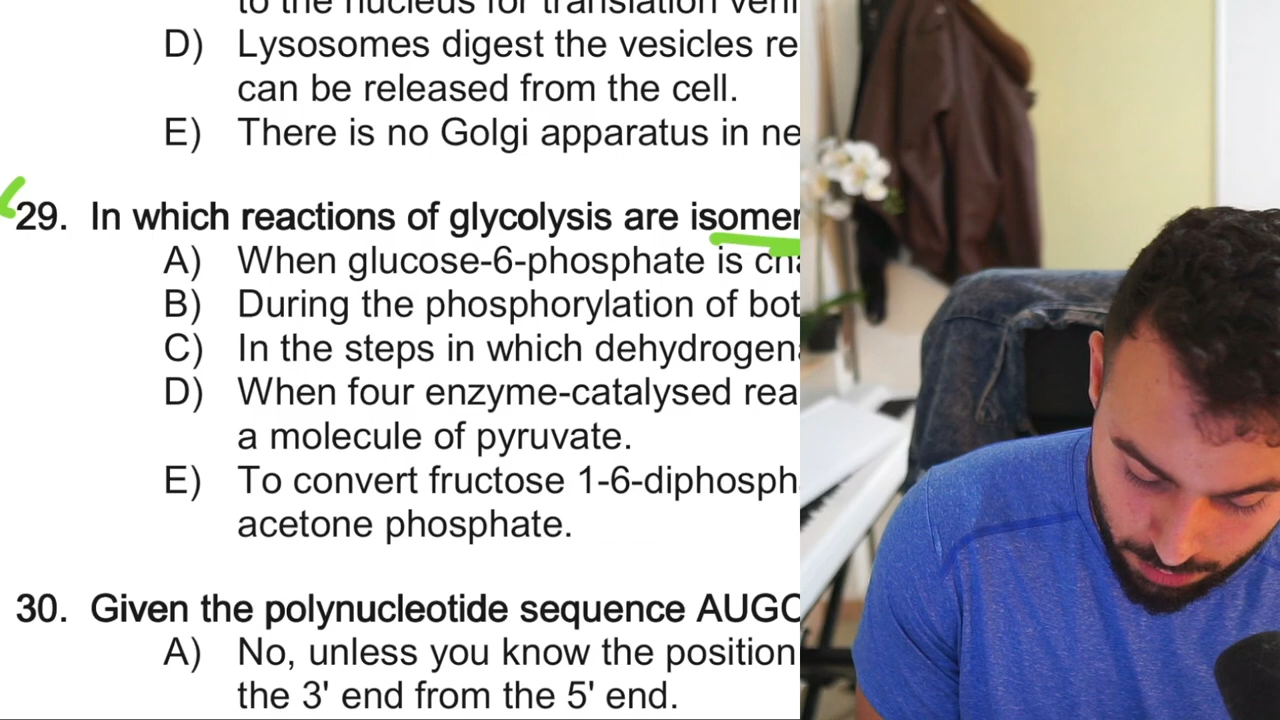 D) Lysosomes digest the vesicles re
can be released from the cell.
E) There is no Golgi apparatus in ne
29. In which reactions of glycolysis are isomer
A) When glucose-6-phosphate is cha
B) During the phosphorylation of bot
C) In the steps in which dehydrogena
D) When four enzyme-catalysed rea
a molecule of pyruvate.
E) To convert fructose 1-6-diphosph
acetone phosphate.
30. Given the polynucleotide sequence AUGC
A) No, unless you know the position
the 3' end from the 5' end.